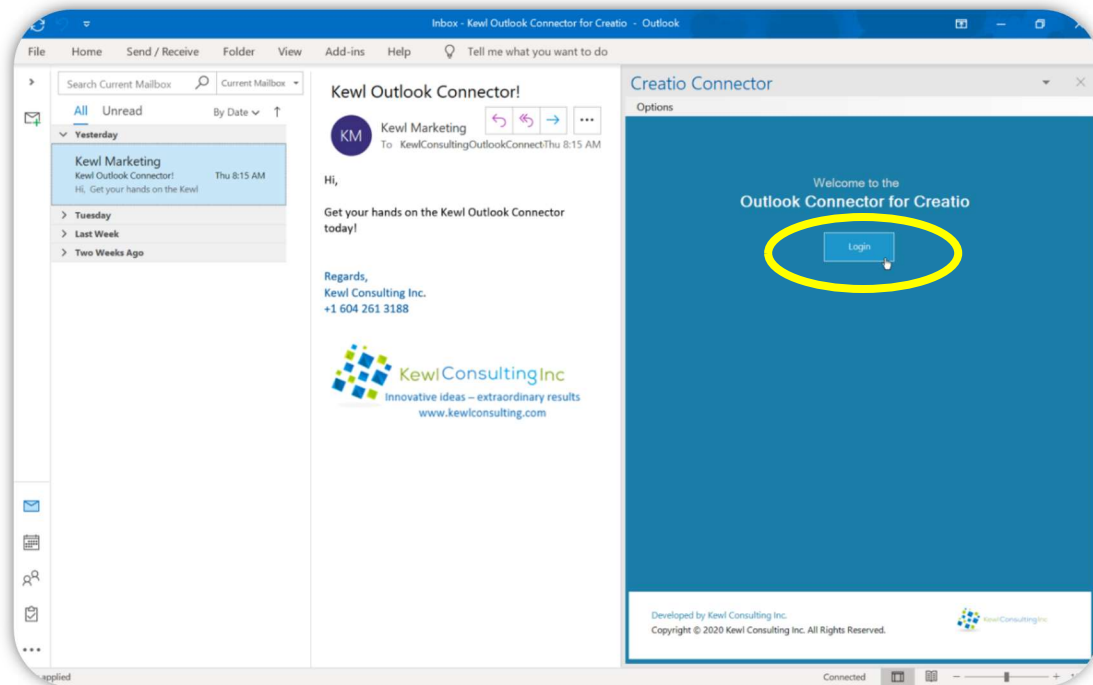 Inbox - Kewl Outlook Connector for Creatio - Outlook
File Home Send / Receive Folder View Add-ins Help Tell me what you want to do
Search Current Mailbox Current Mailbox
All Unread By Date
Yesterday
Kewl Marketing
Kewl Outlook Connector! Thu 8:15 AM
Hi, Get your hands on the Kewl
Tuesday
Last Week
Two Weeks Ago
Kewl Outlook Connector!
KM
Kewl Marketing
To KewlConsultingOutlookConnect Thu 8:15 AM
Hi,
Get your hands on the Kewl Outlook Connector
today!
Regards,
Kewl Consulting Inc.
+1 604 261 3188
KewlConsultingInc
Innovative ideas – extraordinary results
www.kewlconsulting.com
Creatio Connector
Options
Welcome to the
Outlook Connector for Creatio
Login
Developed by Kewl Consulting Inc.
Copyright © 2020 Kewl Consulting Inc. All Rights Reserved.
KewlConsultingInc
applied Connected